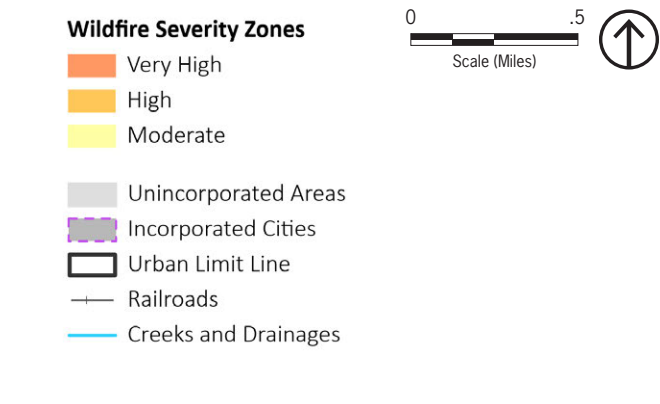 Wildfire Severity Zones
Very High
High
Moderate
Unincorporated Areas
Incorporated Cities
Urban Limit Line
Railroads
Creeks and Drainages
0 .5
Scale (Miles)